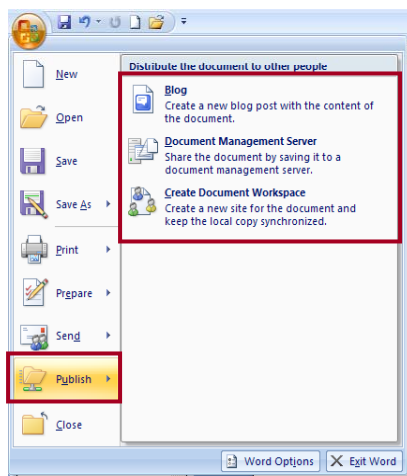 New
Open
Save
Save As
Print
Prepare
Send
Publish
Close
Distribute the document to other people
Blog
Create a new blog post with the content of
the document.
Document Management Server
Share the document by saving it to a
document management server.
Create Document Workspace
Create a new site for the document and
keep the local copy synchronized.
Word Options
Exit Word